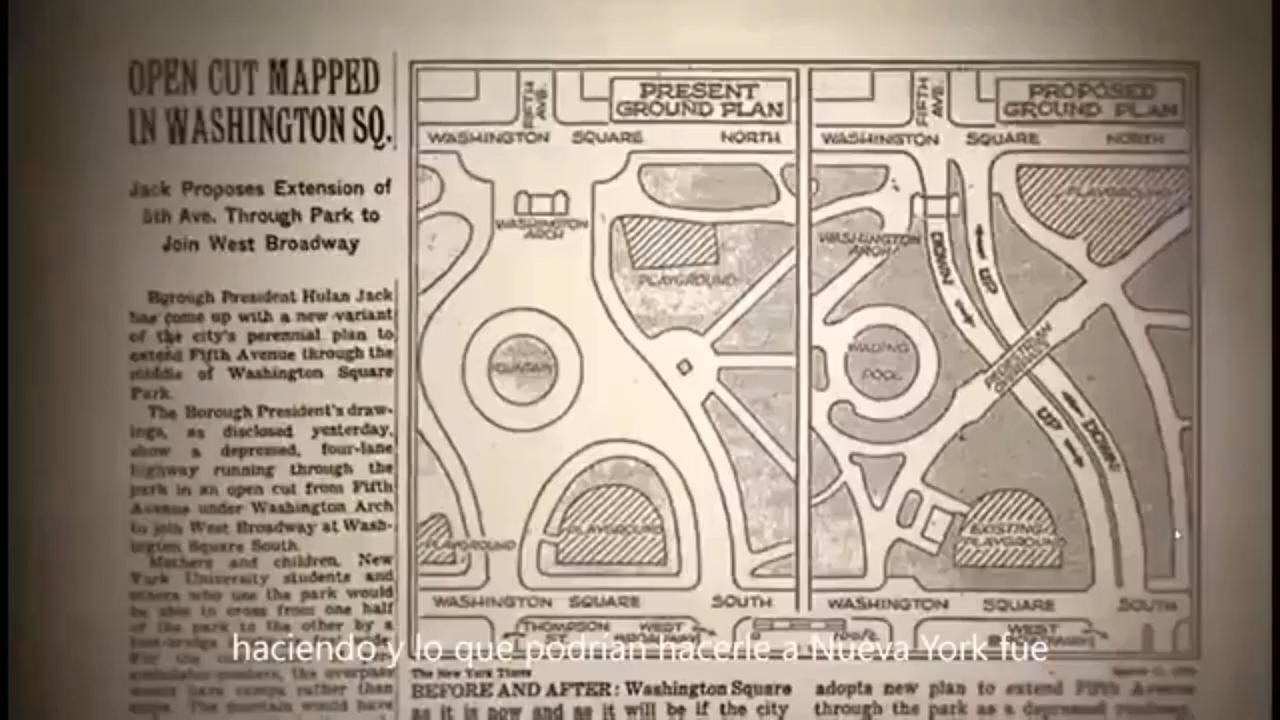 OPEN CUT MAPPED
IN WASHINGTON SQ.
Jack Proposes Extension of
5th Ave. Through Park to
Join West Broadway
Borough President Hulan Jack
has come up with a new variant
of the city's perennial plan to
extend Fifth Avenue through the
middle of Washington Square
Park.
The Borough President's draw-
ings, as disclosed yesterday,
show a depressed, four-lane
highway running through the
park in an open cut from Fifth
Avenue under Washington Arch
to join West Broadway at Wash-
ington Square South.
Mothers and children, New
York University students and
others who use the park would
be able to cross from one half
of the park to the other by a
PRESENT
GROUND PLAN
FIFTH
AVE.
WASHINGTON SQUARE NORTH
WASHINGTON
ARCH
PLAYGROUND
FOUNTAIN
PLAYGROUND
PLAYGROUND
WASHINGTON SQUARE SOUTH
THOMPSON
ST.
WEST
BROADWAY
PROPOSED
GROUND PLAN
FIFTH
AVE.
WASHINGTON SQUARE NORTH
PLAYGROUND
WASHINGTON
ARCH
DOWN
UP
WADING
POOL
PEDESTRIAN
OVERPASS
UP
DOWN
EXISTING
PLAYGROUND
WASHINGTON SQUARE SOUTH
WEST
BROADWAY
haciendo y lo que podrían hacerle a Nueva York fue
The New York Times
BEFORE AND AFTER: Washington Square
as it is now and as it will be if the city
adopts new plan to extend Fifth Avenue
through the park as a depressed roadway.